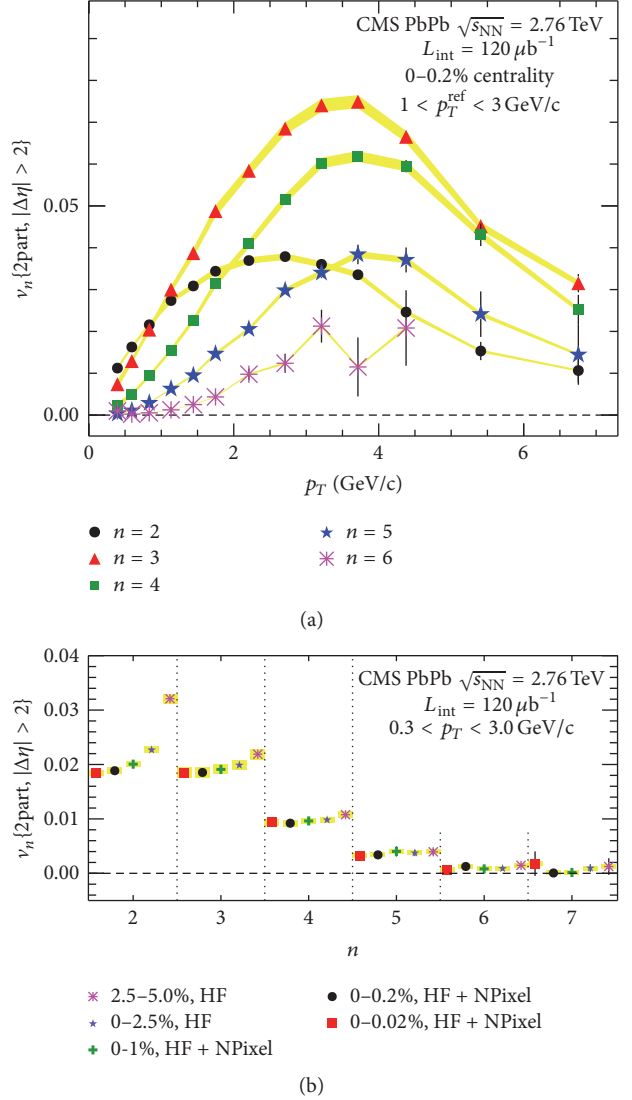 CMS PbPb √sNN = 2.76 TeV
Lint = 120 μb−1
0–0.2% centrality
1 < pTref < 3 GeV/c
νn{2part, |Δη| > 2}
0.05
0.00
0 2 4 6
pT (GeV/c)
n = 2
n = 3
n = 4
n = 5
n = 6
(a)
CMS PbPb √sNN = 2.76 TeV
Lint = 120 μb−1
0.3 < pT < 3.0 GeV/c
νn{2part, |Δη| > 2}
0.04
0.03
0.02
0.01
0.00
2 3 4 5 6 7
n
2.5–5.0%, HF
0–2.5%, HF
0-1%, HF + NPixel
0–0.2%, HF + NPixel
0–0.02%, HF + NPixel
(b)